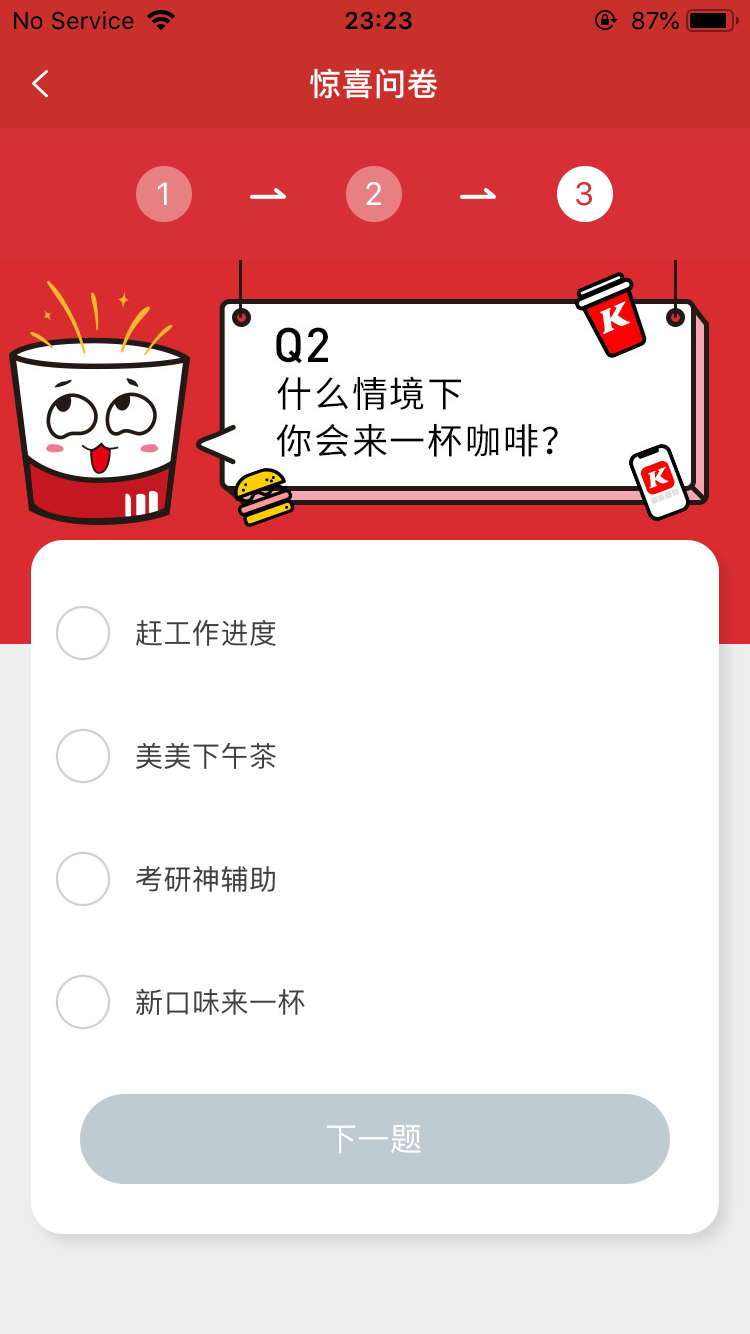 No Service 23:23 87%
惊喜问卷
1 2 3
Q2
什么情境下
你会来一杯咖啡?
K
K
赶工作进度
美美下午茶
考研神辅助
新口味来一杯
下一题